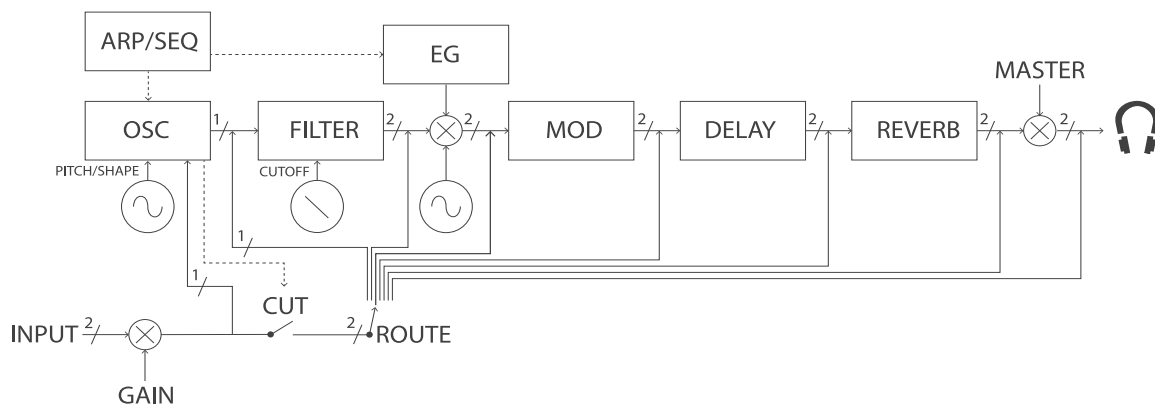 ARP/SEQ
EG
MASTER
OSC
1
FILTER
2
2
MOD
2
DELAY
2
REVERB
2
2
PITCH/SHAPE
CUTOFF
1
1
CUT
INPUT
2
2
ROUTE
GAIN